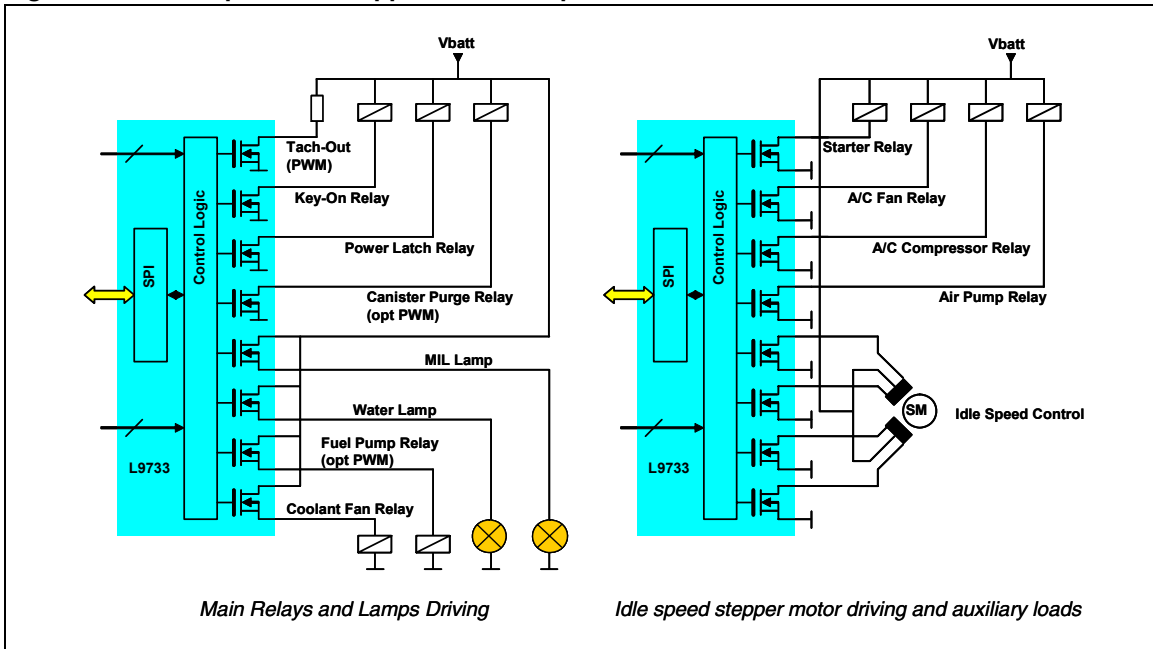 Vbatt
Tach-Out
(PWM)
Key-On Relay
Power Latch Relay
Canister Purge Relay
(opt PWM)
MIL Lamp
Water Lamp
Fuel Pump Relay
(opt PWM)
Coolant Fan Relay
Control Logic
SPI
L9733
Main Relays and Lamps Driving
Vbatt
Starter Relay
A/C Fan Relay
A/C Compressor Relay
Air Pump Relay
SM
Idle Speed Control
Control Logic
SPI
L9733
Idle speed stepper motor driving and auxiliary loads